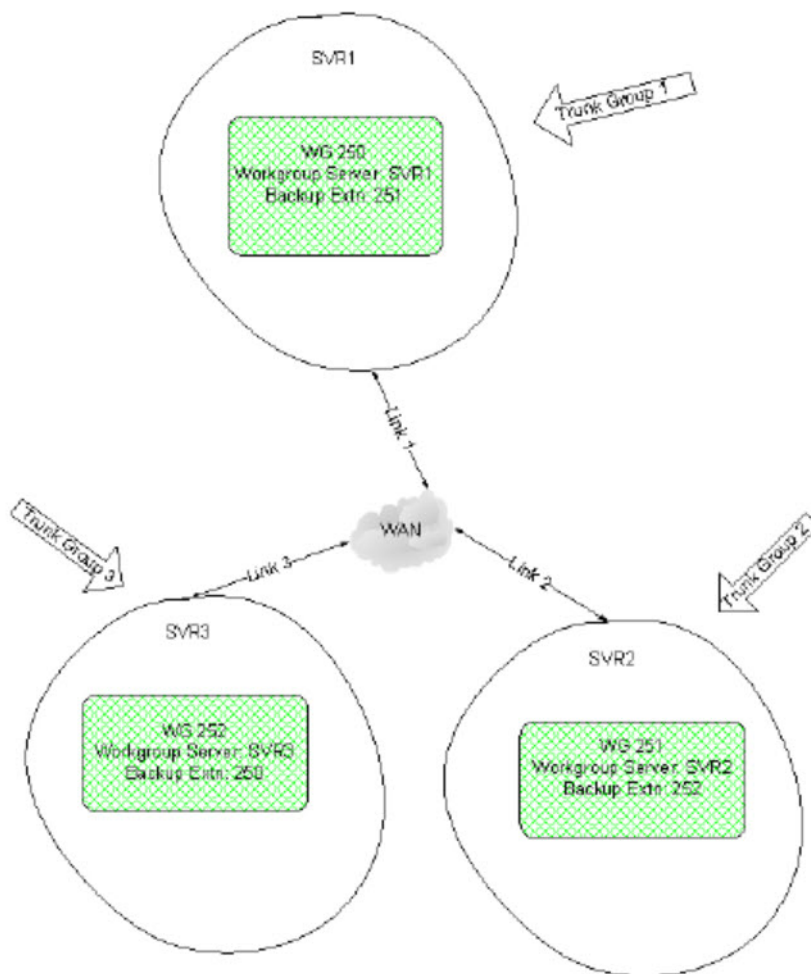 SVR1
Trunk Group 1
WG 250
Workgroup Server: SVR1
Backup Extn: 251
Link 1
WAN
Trunk Group 3
Link 3
Link 2
Trunk Group 2
SVR3
WG 252
Workgroup Server: SVR3
Backup Extn: 250
SVR2
WG 251
Workgroup Server: SVR2
Backup Extn: 252